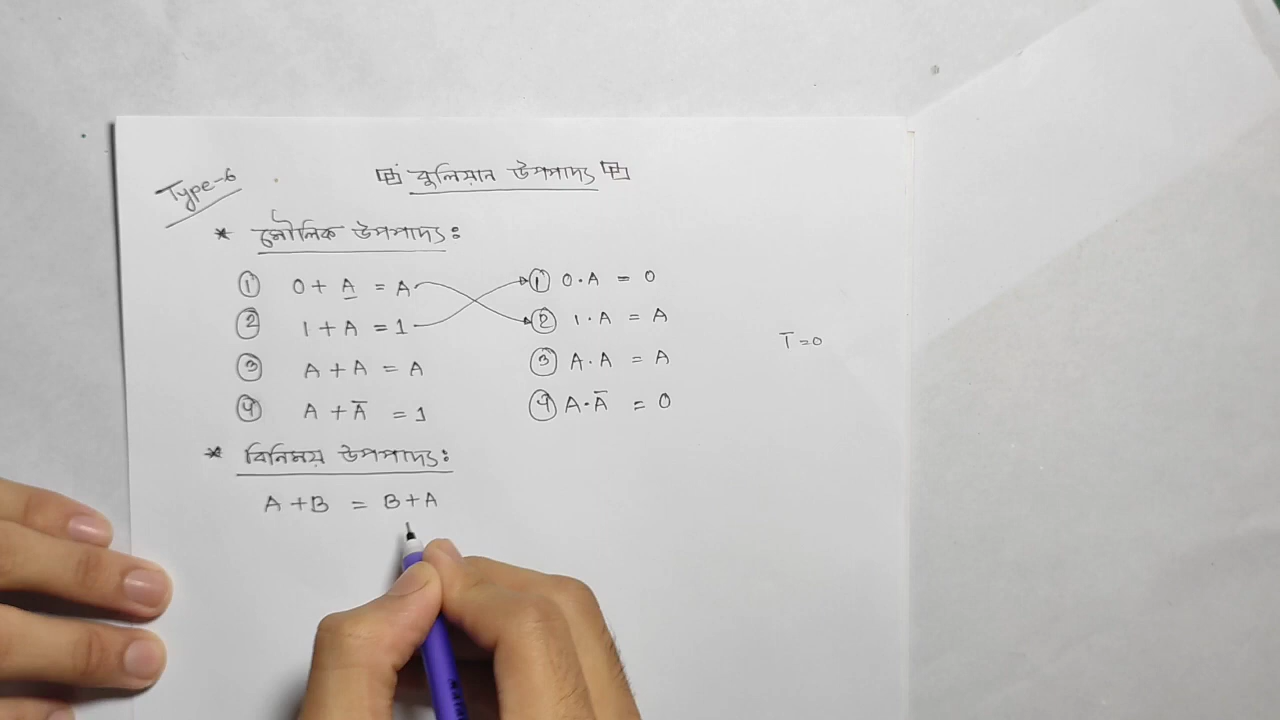 Type-6
বুলিয়ান উপপাদ্য
* মৌলিক উপপাদ্য:
① 0 + A = A
② 1 + A = 1
③ A + A = A
④ A + Ā = 1
① 0 · A = 0
② 1 · A = A
③ A · A = A
④ A · Ā = 0
1̅ = 0
* বিনিময় উপপাদ্য:
A + B = B + A